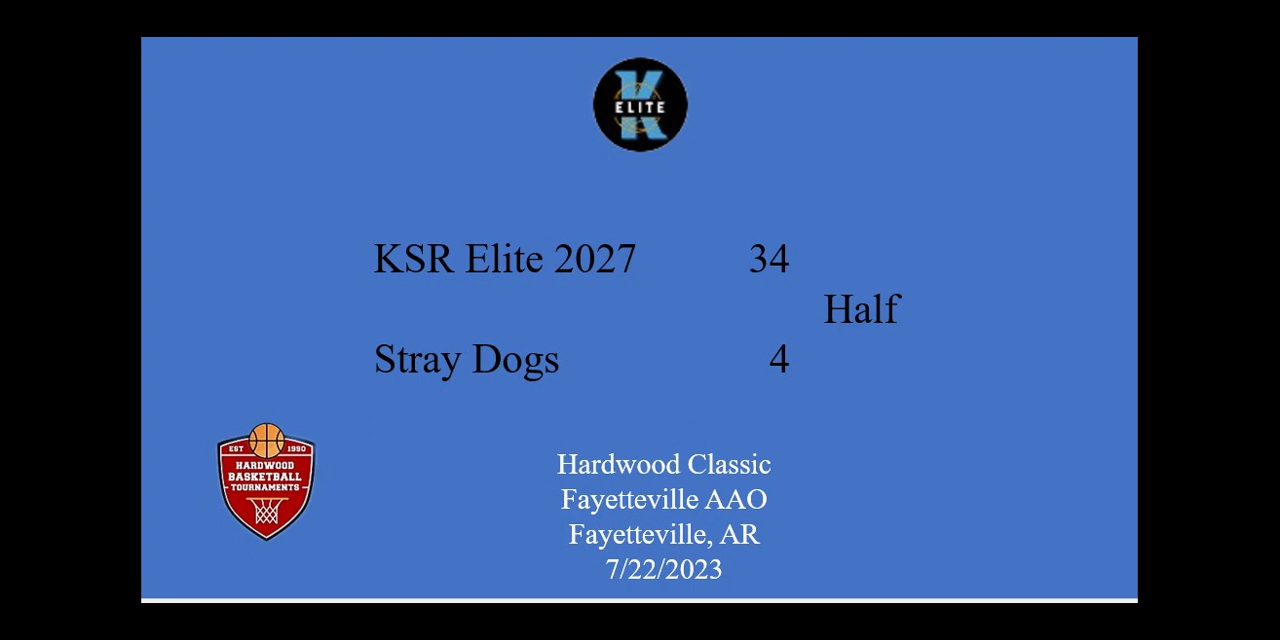 K
ELITE
KSR Elite 2027 34
Half
Stray Dogs 4
EST 1990
HARDWOOD
BASKETBALL
TOURNAMENTS
Hardwood Classic
Fayetteville AAO
Fayetteville, AR
7/22/2023